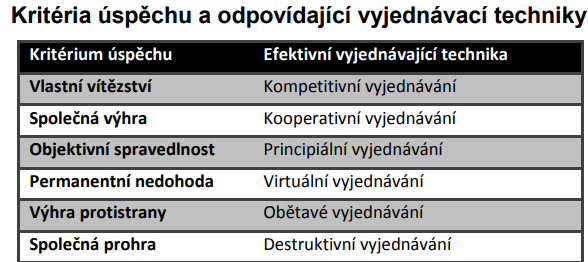 Kritéria úspěchu a odpovídající vyjednávací techniky
Kritérium úspěchu Efektivní vyjednávající technika
Vlastní vítězství Kompetitivní vyjednávání
Společná výhra Kooperativní vyjednávání
Objektivní spravedlnost Principiální vyjednávání
Permanentní nedohoda Virtuální vyjednávání
Výhra protistrany Obětavé vyjednávání
Společná prohra Destruktivní vyjednávání